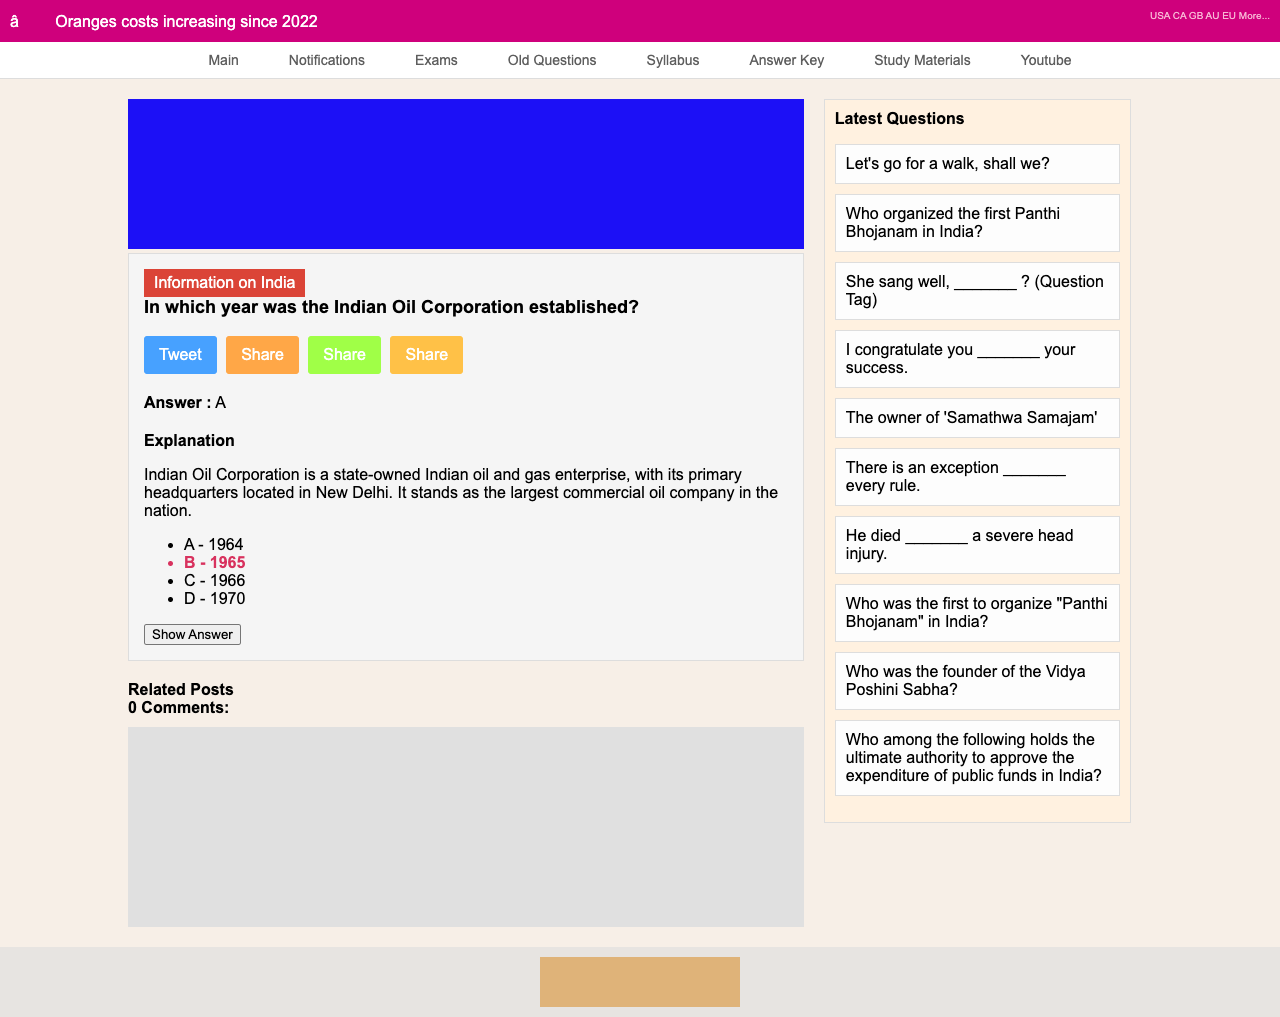 â Oranges costs increasing since 2022
USA CA GB AU EU More...
Main Notifications Exams Old Questions Syllabus Answer Key Study Materials Youtube
Information on India
In which year was the Indian Oil Corporation established?
Tweet Share Share Share
Answer : A
Explanation
Indian Oil Corporation is a state-owned Indian oil and gas enterprise, with its primary
headquarters located in New Delhi. It stands as the largest commercial oil company in the
nation.
A - 1964
B - 1965
C - 1966
D - 1970
Show Answer
Related Posts
0 Comments:
Latest Questions
Let's go for a walk, shall we?
Who organized the first Panthi
Bhojanam in India?
She sang well, _______ ? (Question
Tag)
I congratulate you _______ your
success.
The owner of 'Samathwa Samajam'
There is an exception _______
every rule.
He died _______ a severe head
injury.
Who was the first to organize "Panthi
Bhojanam" in India?
Who was the founder of the Vidya
Poshini Sabha?
Who among the following holds the
ultimate authority to approve the
expenditure of public funds in India?